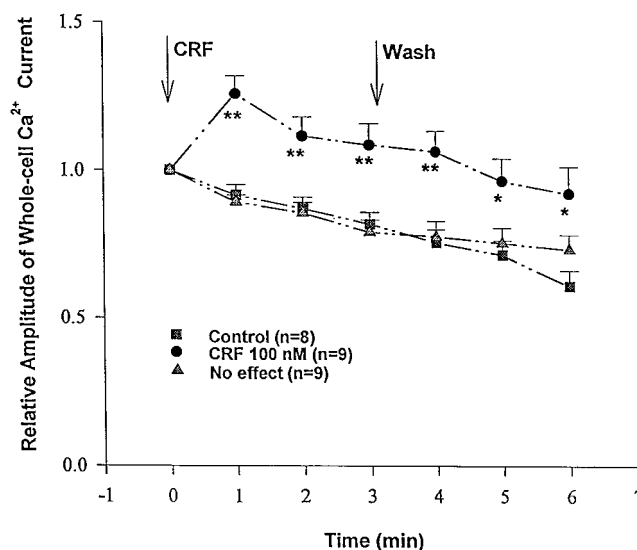 Relative Amplitude of Whole-cell Ca²⁺ Current
1.5
1.0
0.5
0.0
CRF
Wash
**
**
**
**
*
*
Control (n=8)
CRF 100 nM (n=9)
No effect (n=9)
-1 0 1 2 3 4 5 6 7
Time (min)